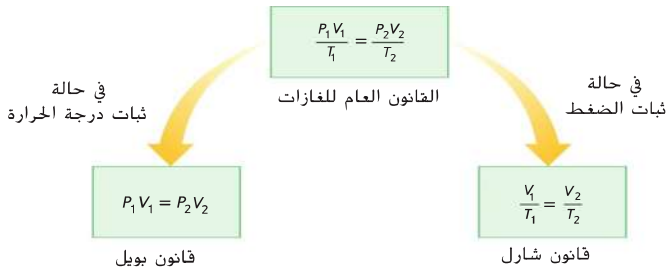 P₁V₁/T₁ = P₂V₂/T₂
القانون العام للغازات
في حالة
ثبات الضغط
في حالة
ثبات درجة الحرارة
V₁/T₁ = V₂/T₂
قانون شارل
P₁V₁ = P₂V₂
قانون بويل